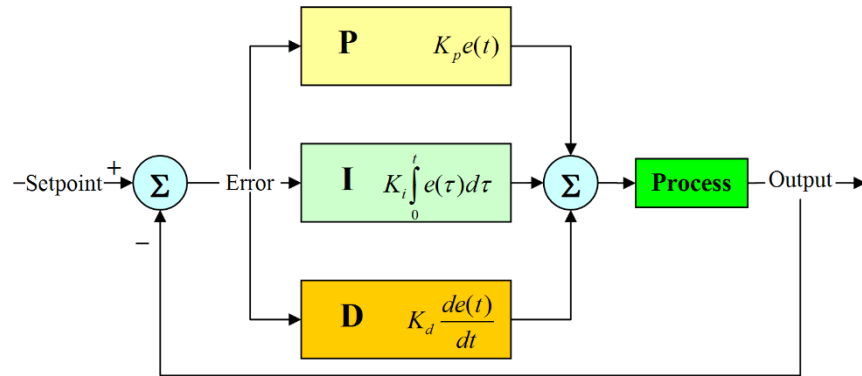 P K_p e(t)
–Setpoint + Σ Error I K_i ∫_0^t e(τ)dτ Σ Process Output
–
D K_d de(t)/dt